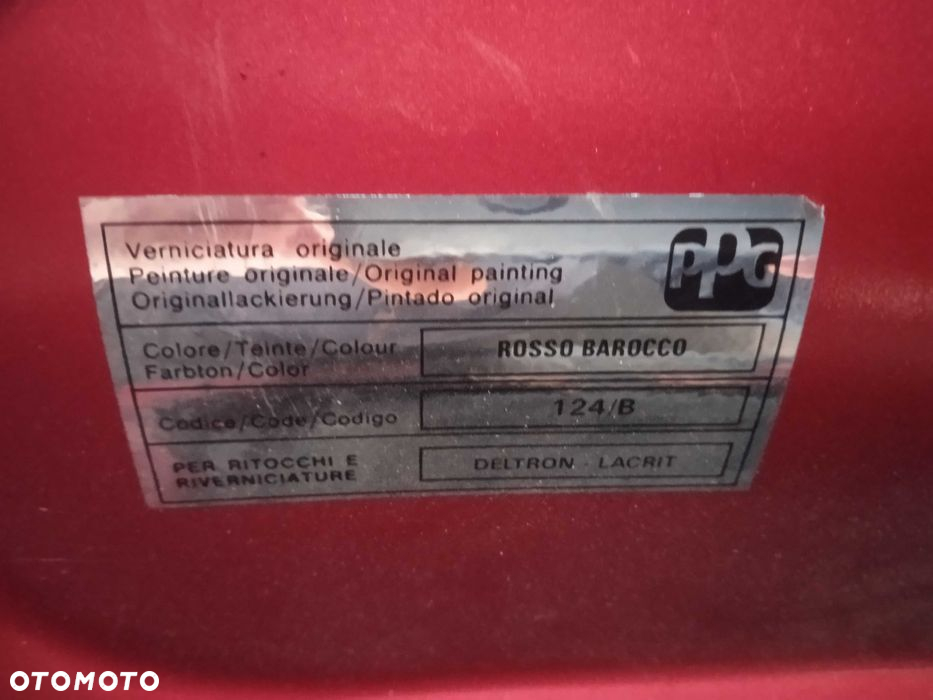 Verniciatura originale
Peinture originale/Original painting
Originallackierung/Pintado original
PPG
Colore/Teinte/Colour
Farbton/Color
ROSSO BAROCCO
Codice/Code/Codigo
124/B
PER RITOCCHI E
RIVERNICIATURE
DELTRON - LACRIT
OTOMOTO